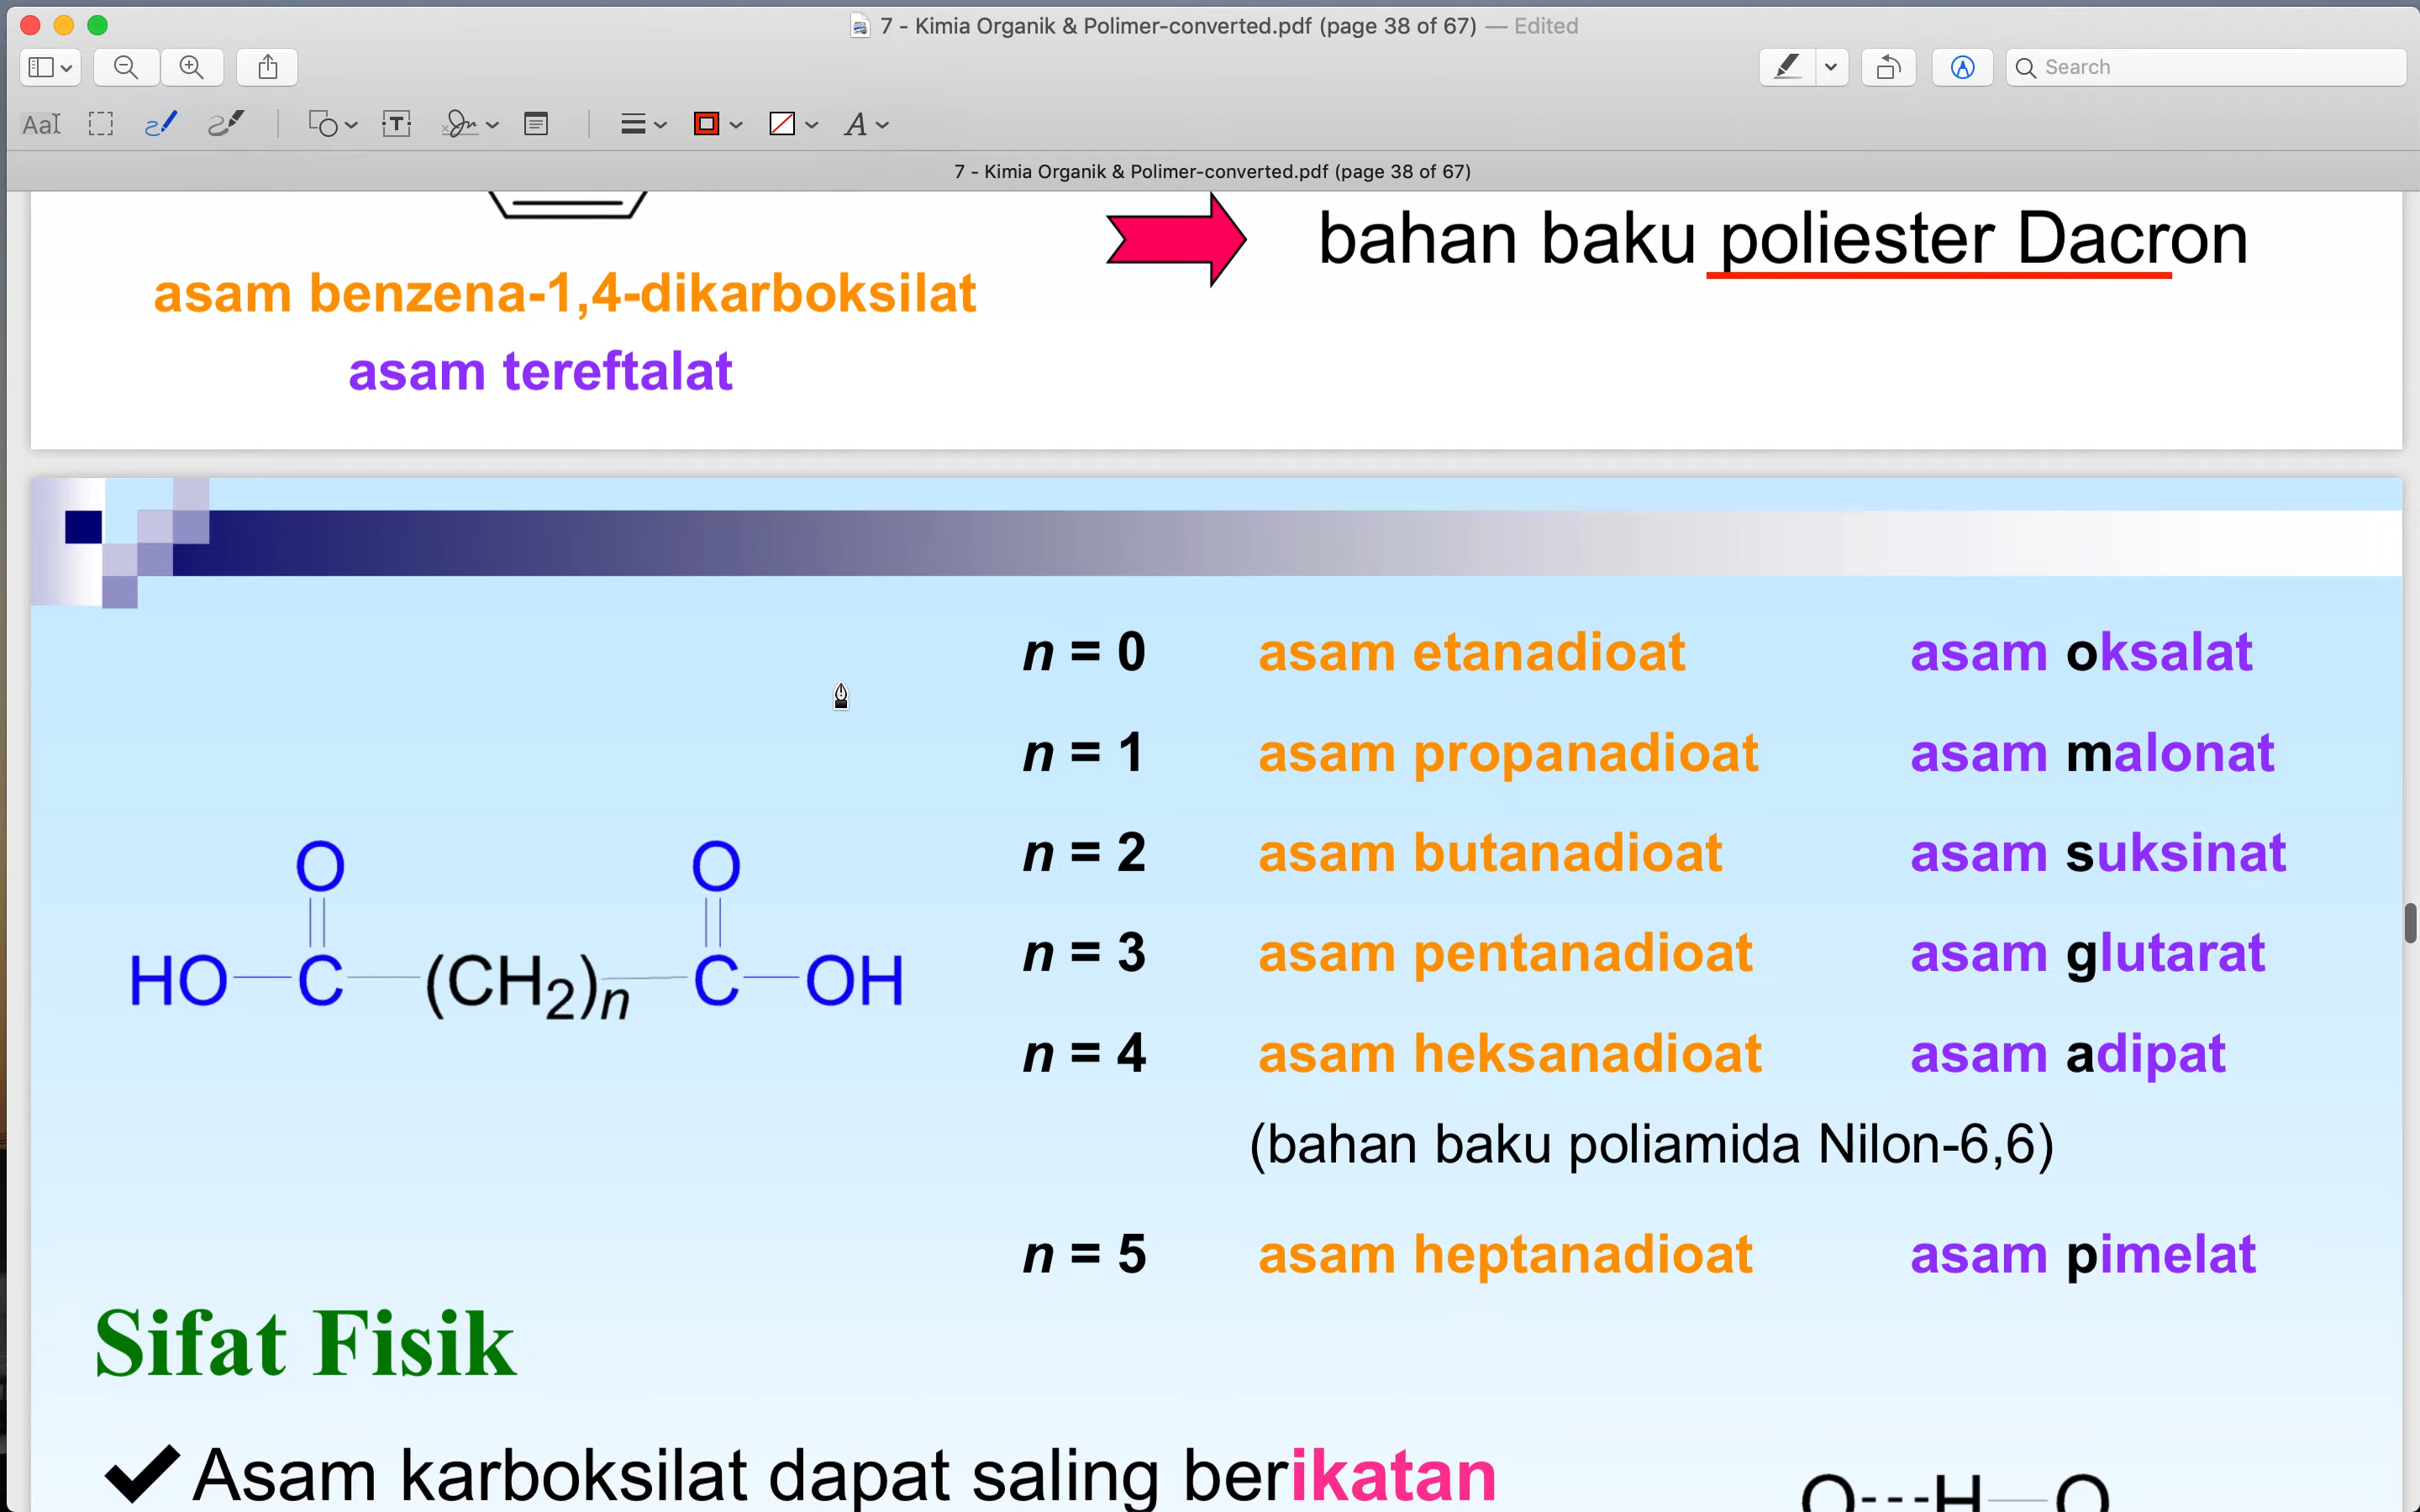 7 - Kimia Organik & Polimer-converted.pdf (page 38 of 67) — Edited
Search
AaI
T
A
7 - Kimia Organik & Polimer-converted.pdf (page 38 of 67)
bahan baku poliester Dacron
asam benzena-1,4-dikarboksilat
asam tereftalat
n = 0 asam etanadioat asam oksalat
n = 1 asam propanadioat asam malonat
n = 2 asam butanadioat asam suksinat
O O
n = 3 asam pentanadioat asam glutarat
HO C (CH2)n C OH
n = 4 asam heksanadioat asam adipat
(bahan baku poliamida Nilon-6,6)
n = 5 asam heptanadioat asam pimelat
Sifat Fisik
✔ Asam karboksilat dapat saling berikatan
O---H—O